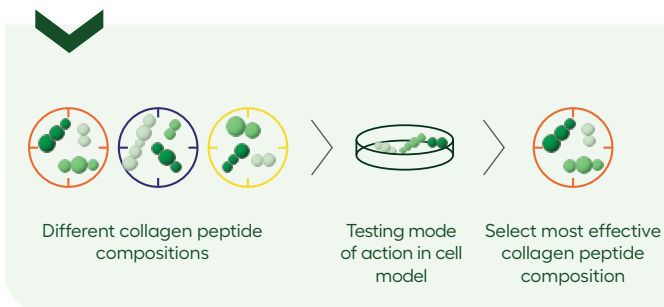 Different collagen peptide
compositions
Testing mode
of action in cell
model
Select most effective
collagen peptide
composition